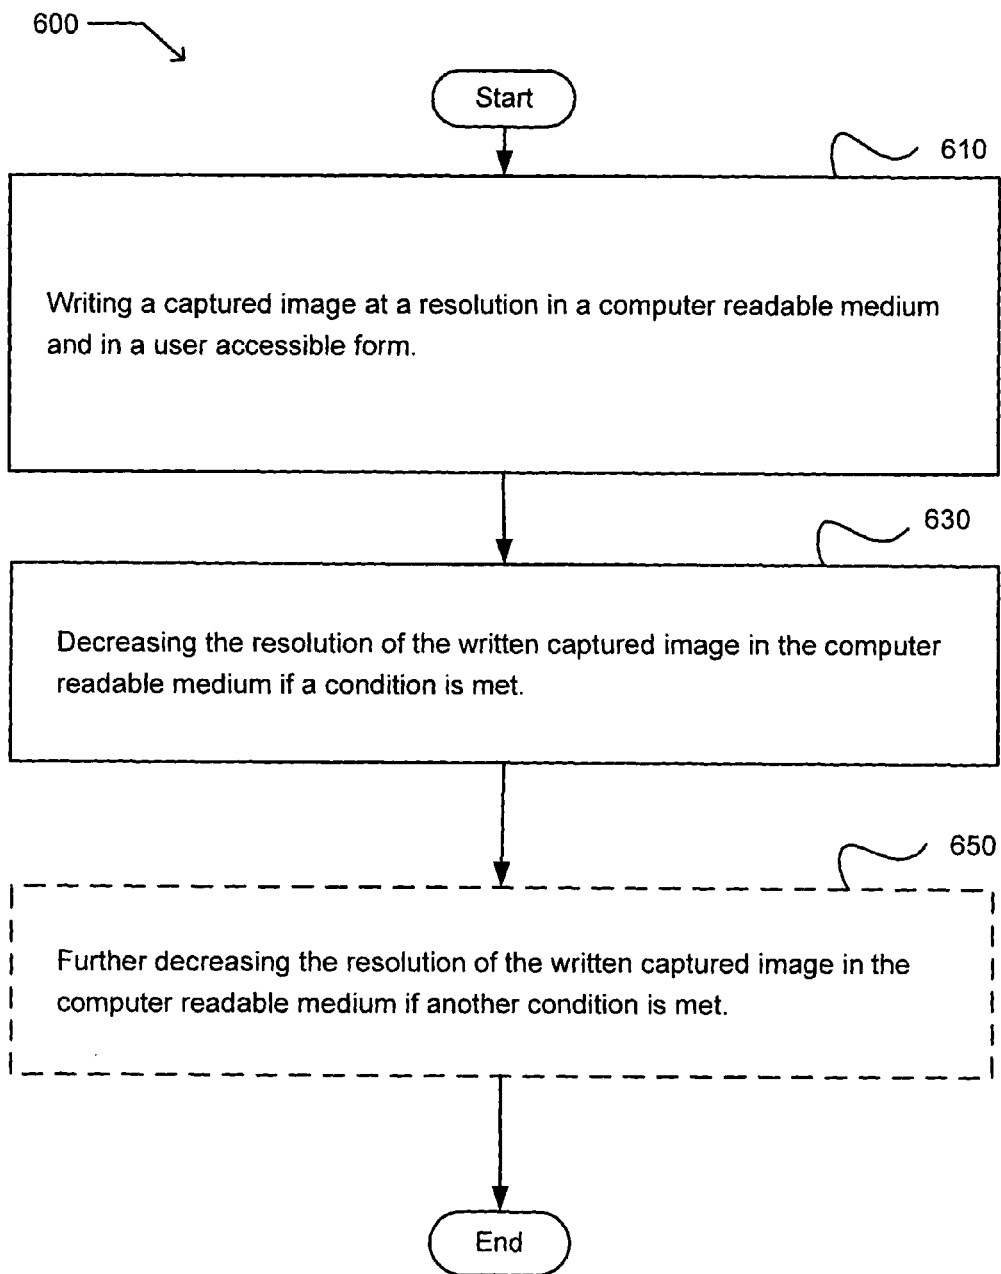 600
Start
610
Writing a captured image at a resolution in a computer readable medium
and in a user accessible form.
630
Decreasing the resolution of the written captured image in the computer
readable medium if a condition is met.
650
Further decreasing the resolution of the written captured image in the
computer readable medium if another condition is met.
End